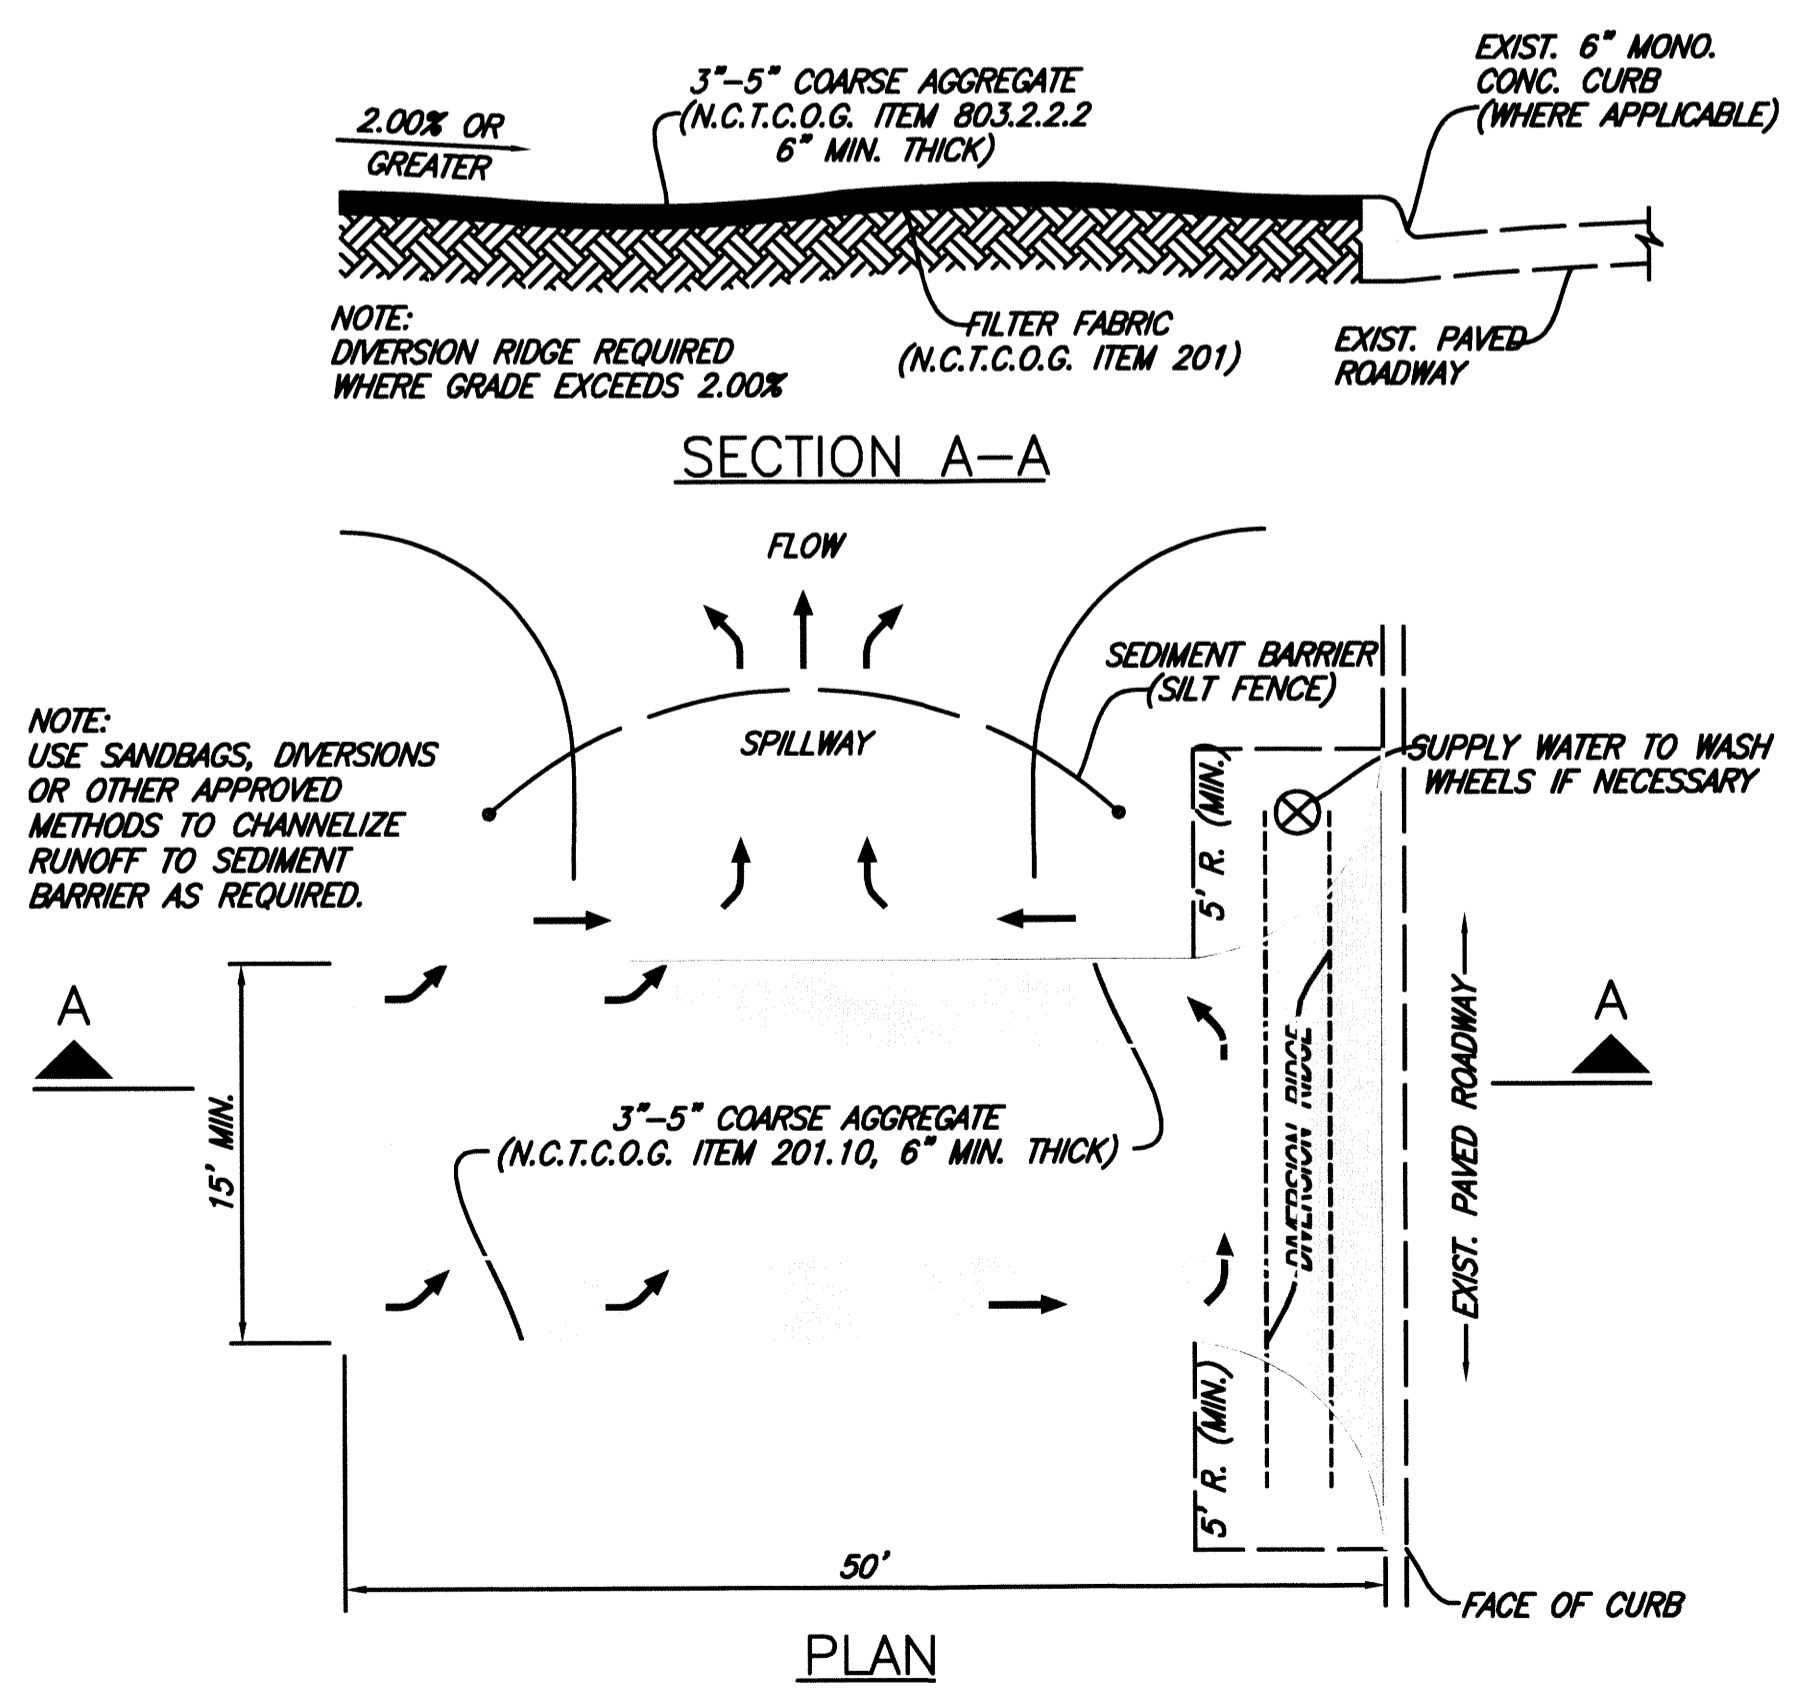 2.00% OR
GREATER
3"-5" COARSE AGGREGATE
(N.C.T.C.O.G. ITEM 803.2.2.2
6" MIN. THICK)
EXIST. 6" MONO.
CONC. CURB
(WHERE APPLICABLE)
NOTE:
DIVERSION RIDGE REQUIRED
WHERE GRADE EXCEEDS 2.00%
FILTER FABRIC
(N.C.T.C.O.G. ITEM 201)
EXIST. PAVED
ROADWAY
SECTION A-A
FLOW
SEDIMENT BARRIER
(SILT FENCE)
SPILLWAY
NOTE:
USE SANDBAGS, DIVERSIONS
OR OTHER APPROVED
METHODS TO CHANNELIZE
RUNOFF TO SEDIMENT
BARRIER AS REQUIRED.
SUPPLY WATER TO WASH
WHEELS IF NECESSARY
5' R. (MIN.)
A
A
15' MIN.
3"-5" COARSE AGGREGATE
(N.C.T.C.O.G. ITEM 201.10, 6" MIN. THICK)
DIVERSION RIDGE
EXIST. PAVED ROADWAY
5' R. (MIN.)
50'
FACE OF CURB
PLAN